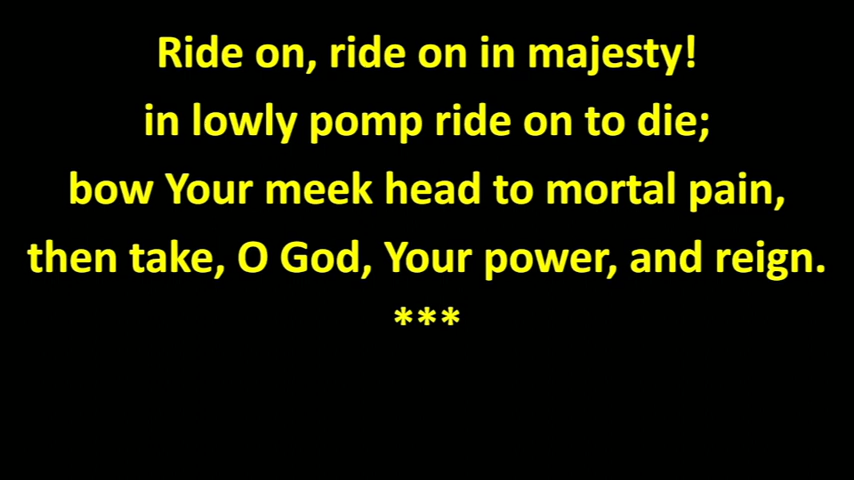 Ride on, ride on in majesty!
in lowly pomp ride on to die;
bow Your meek head to mortal pain,
then take, O God, Your power, and reign.
***